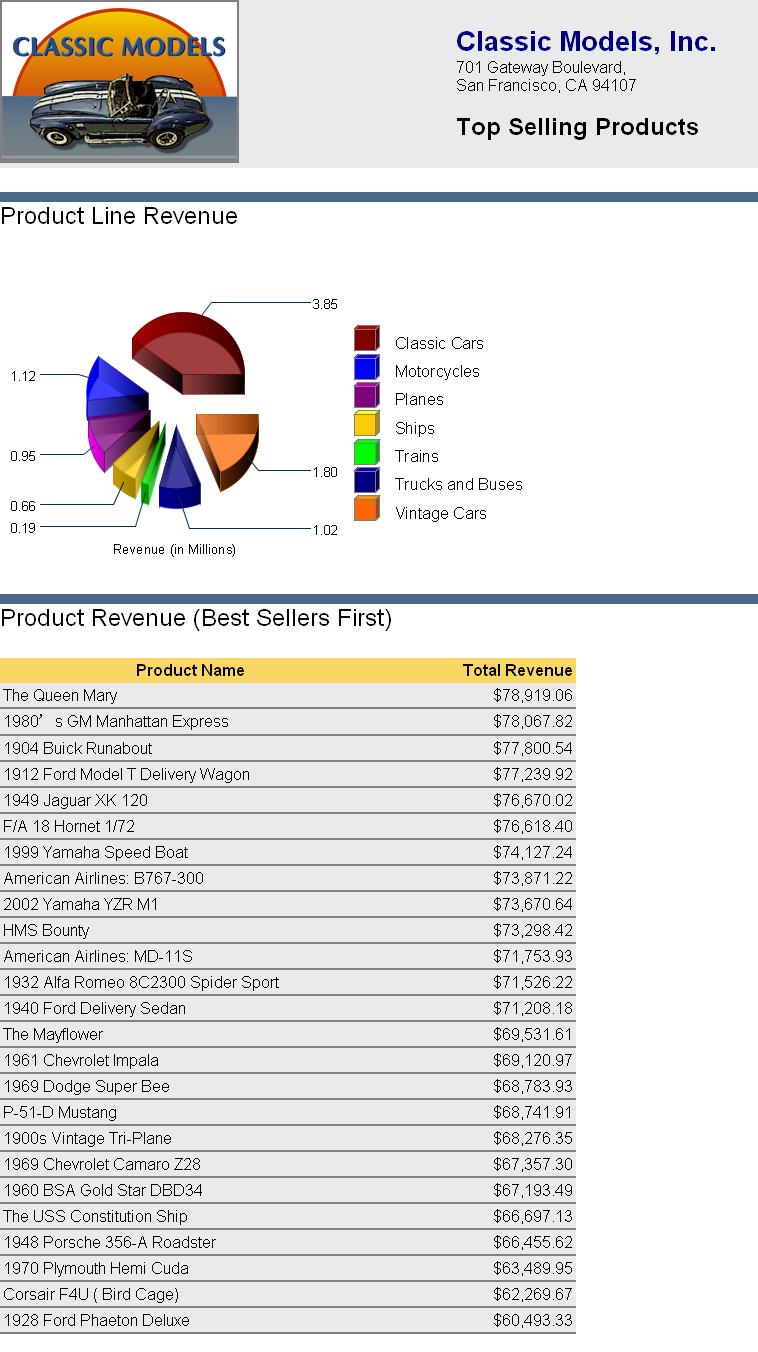 CLASSIC MODELS
Classic Models, Inc.
701 Gateway Boulevard,
San Francisco, CA 94107
Top Selling Products
Product Line Revenue
3.85
1.12
0.95
0.66
0.19
1.80
1.02
Revenue (in Millions)
Classic Cars
Motorcycles
Planes
Ships
Trains
Trucks and Buses
Vintage Cars
Product Revenue (Best Sellers First)
Product Name Total Revenue
The Queen Mary $78,919.06
1980’s GM Manhattan Express $78,067.82
1904 Buick Runabout $77,800.54
1912 Ford Model T Delivery Wagon $77,239.92
1949 Jaguar XK 120 $76,670.02
F/A 18 Hornet 1/72 $76,618.40
1999 Yamaha Speed Boat $74,127.24
American Airlines: B767-300 $73,871.22
2002 Yamaha YZR M1 $73,670.64
HMS Bounty $73,298.42
American Airlines: MD-11S $71,753.93
1932 Alfa Romeo 8C2300 Spider Sport $71,526.22
1940 Ford Delivery Sedan $71,208.18
The Mayflower $69,531.61
1961 Chevrolet Impala $69,120.97
1969 Dodge Super Bee $68,783.93
P-51-D Mustang $68,741.91
1900s Vintage Tri-Plane $68,276.35
1969 Chevrolet Camaro Z28 $67,357.30
1960 BSA Gold Star DBD34 $67,193.49
The USS Constitution Ship $66,697.13
1948 Porsche 356-A Roadster $66,455.62
1970 Plymouth Hemi Cuda $63,489.95
Corsair F4U ( Bird Cage) $62,269.67
1928 Ford Phaeton Deluxe $60,493.33